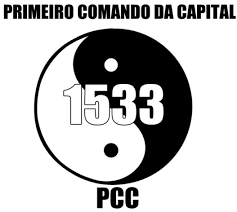 PRIMEIRO COMANDO DA CAPITAL
1533
PCC